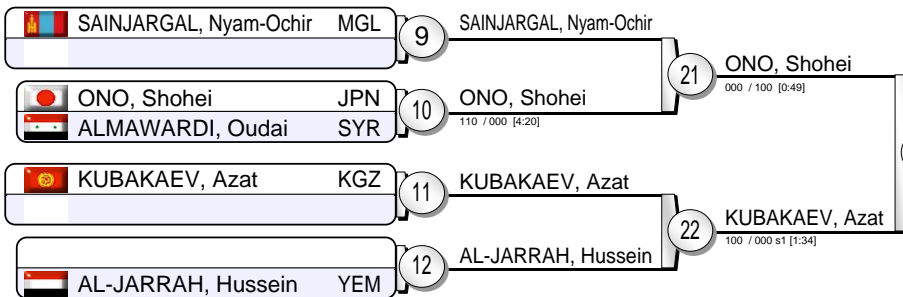 SAINJARGAL, Nyam-Ochir MGL
9
SAINJARGAL, Nyam-Ochir
21
ONO, Shohei
000 / 100 [0:49]
ONO, Shohei JPN
ALMAWARDI, Oudai SYR
10
ONO, Shohei
110 / 000 [4:20]
KUBAKAEV, Azat KGZ
11
KUBAKAEV, Azat
22
KUBAKAEV, Azat
100 / 000 s1 [1:34]
12
AL-JARRAH, Hussein
AL-JARRAH, Hussein YEM